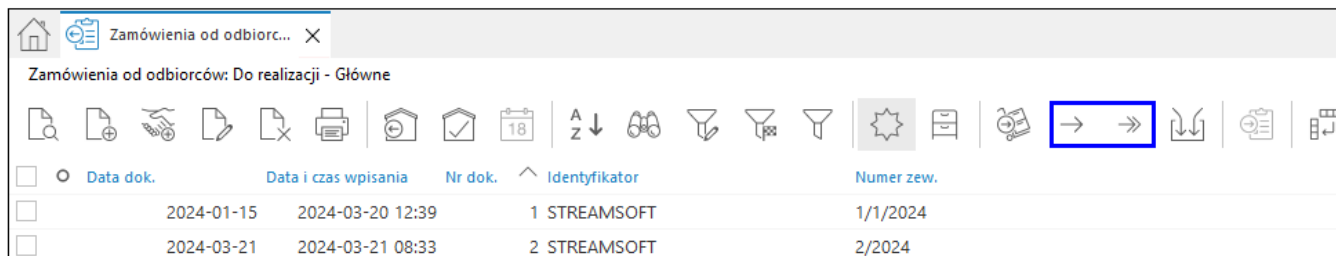 Zamówienia od odbiorc...
Zamówienia od odbiorców: Do realizacji - Główne
18 A Z
Data dok. Data i czas wpisania Nr dok. Identyfikator Numer zew.
2024-01-15 2024-03-20 12:39 1 STREAMSOFT 1/1/2024
2024-03-21 2024-03-21 08:33 2 STREAMSOFT 2/2024